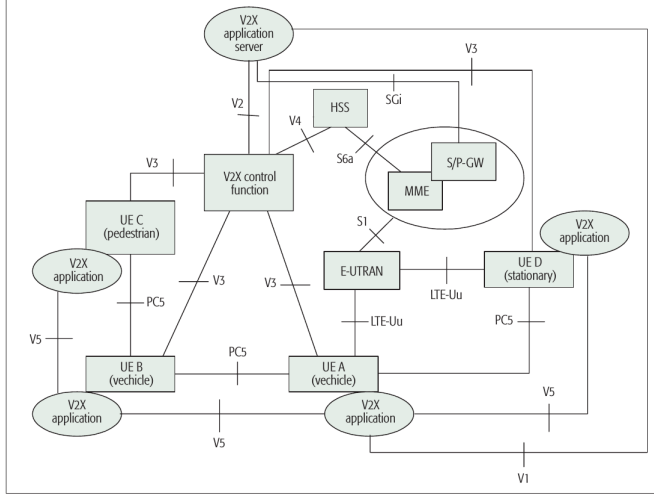 V2X
application
server
V3
SGi
V2
HSS
V4
S6a
S/P-GW
MME
V3
V2X control
function
UE C
(pedestrian)
V2X
application
S1
V2X
application
E-UTRAN
UE D
(stationary)
LTE-Uu
V3
V3
PC5
LTE-Uu
PC5
V5
PC5
UE B
(vechicle)
UE A
(vechicle)
V2X
application
V2X
application
V5
V5
V1